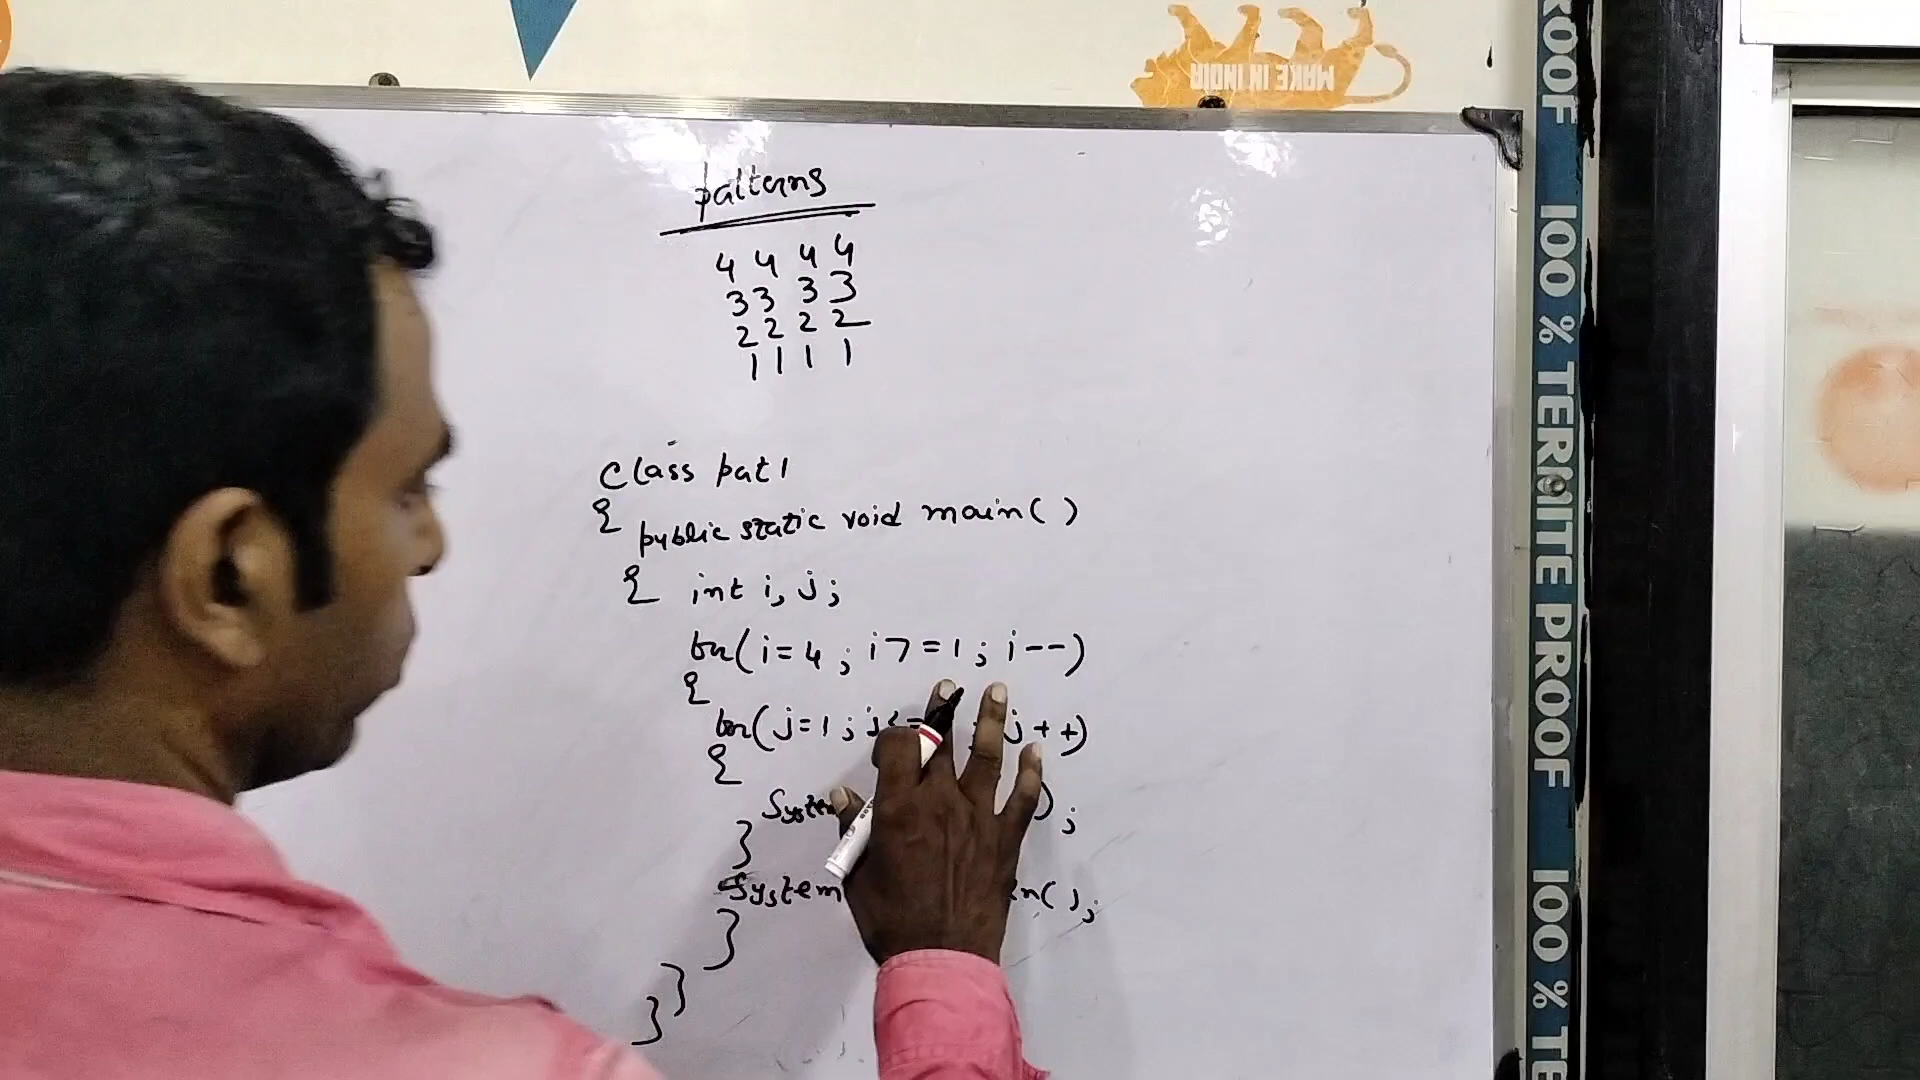 MAKE IN INDIA
patterns
4 4 4 4
3 3 3 3
2 2 2 2
1 1 1 1
class pat1
{
public static void main( )
{ int i, j;
for(i=4 ; i>=1 ; i--)
{
for(j=1 ; j<= ; j++)
{
System ) ;
}
System ln( );
}
}
}
ROOF 100 % TERMITE PROOF 100 % TE